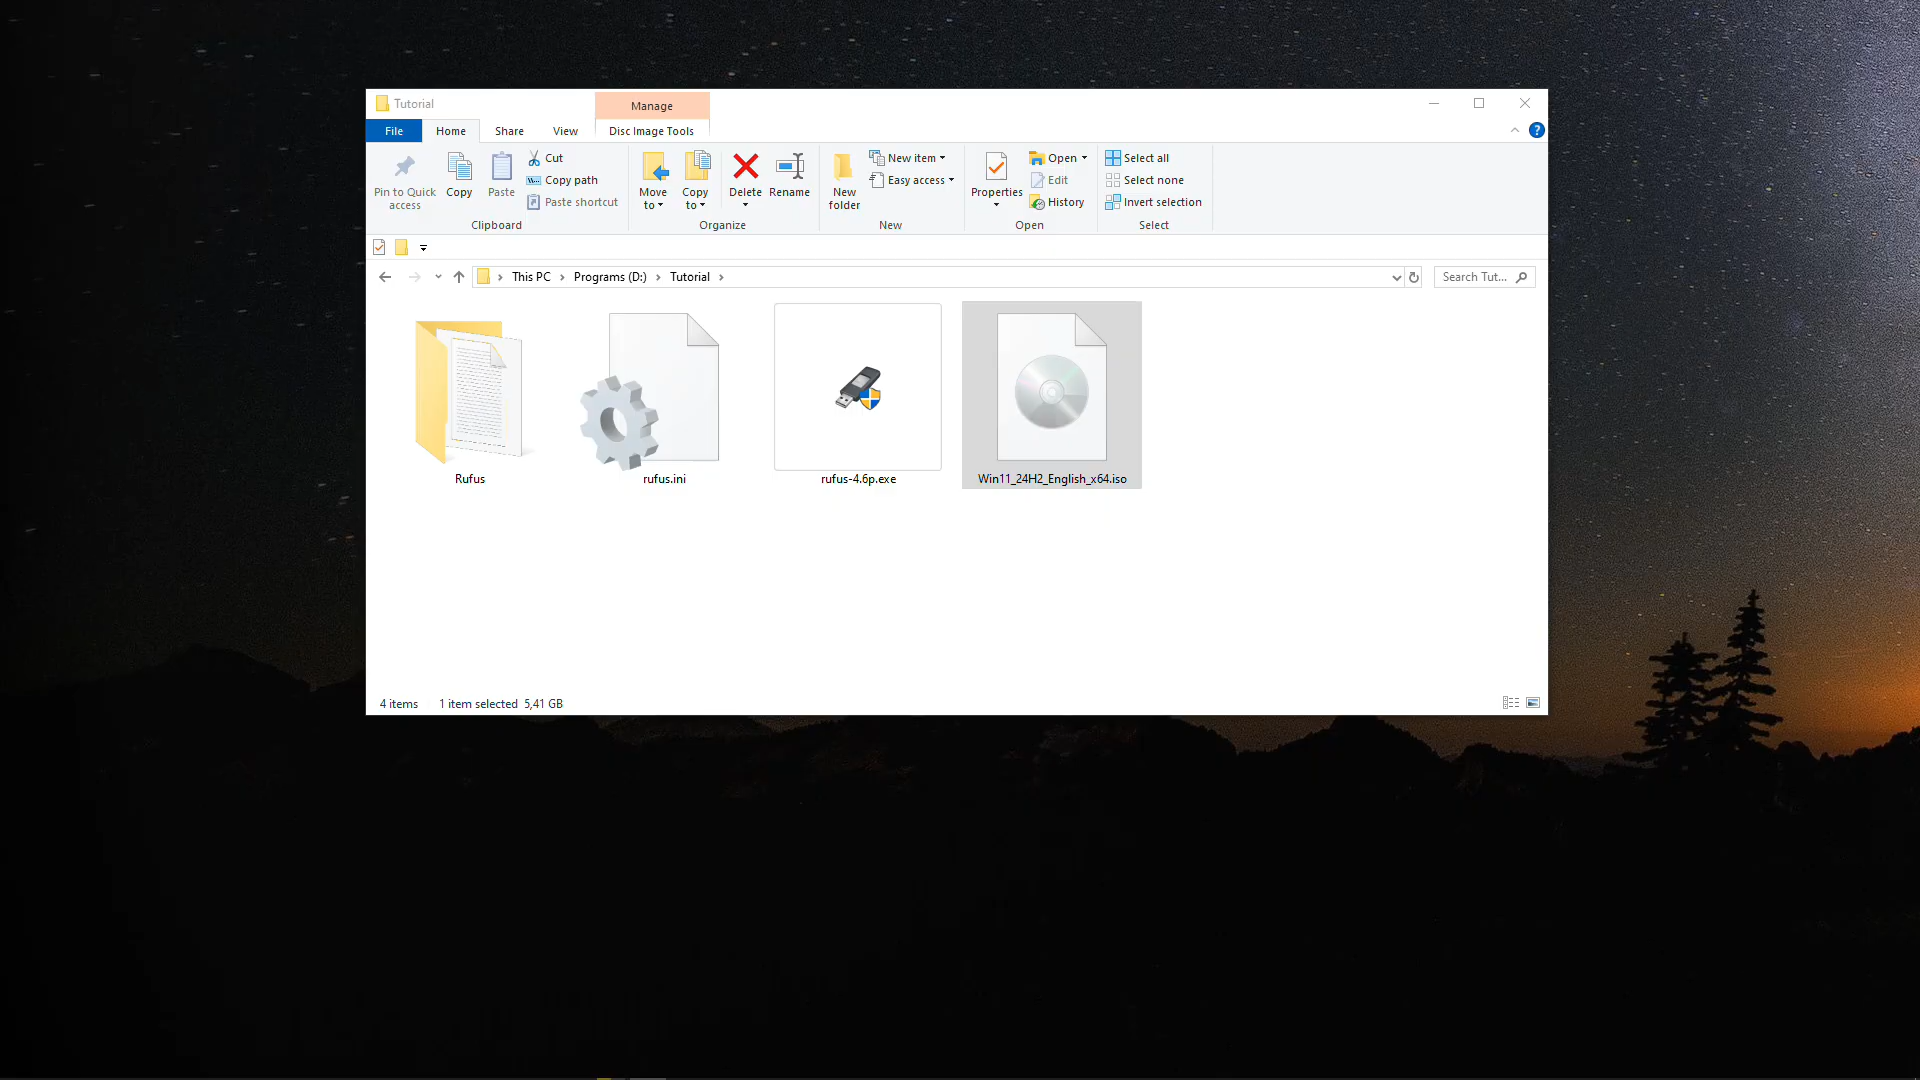 Tutorial
Manage
File Home Share View Disc Image Tools
Pin to Quick access
Copy
Paste
Cut
Copy path
Paste shortcut
Clipboard
Move to
Copy to
Delete
Rename
Organize
New folder
New item
Easy access
New
Properties
Open
Edit
History
Open
Select all
Select none
Invert selection
Select
This PC > Programs (D:) > Tutorial >
Search Tut...
Rufus
rufus.ini
rufus-4.6p.exe
Win11_24H2_English_x64.iso
4 items 1 item selected 5,41 GB